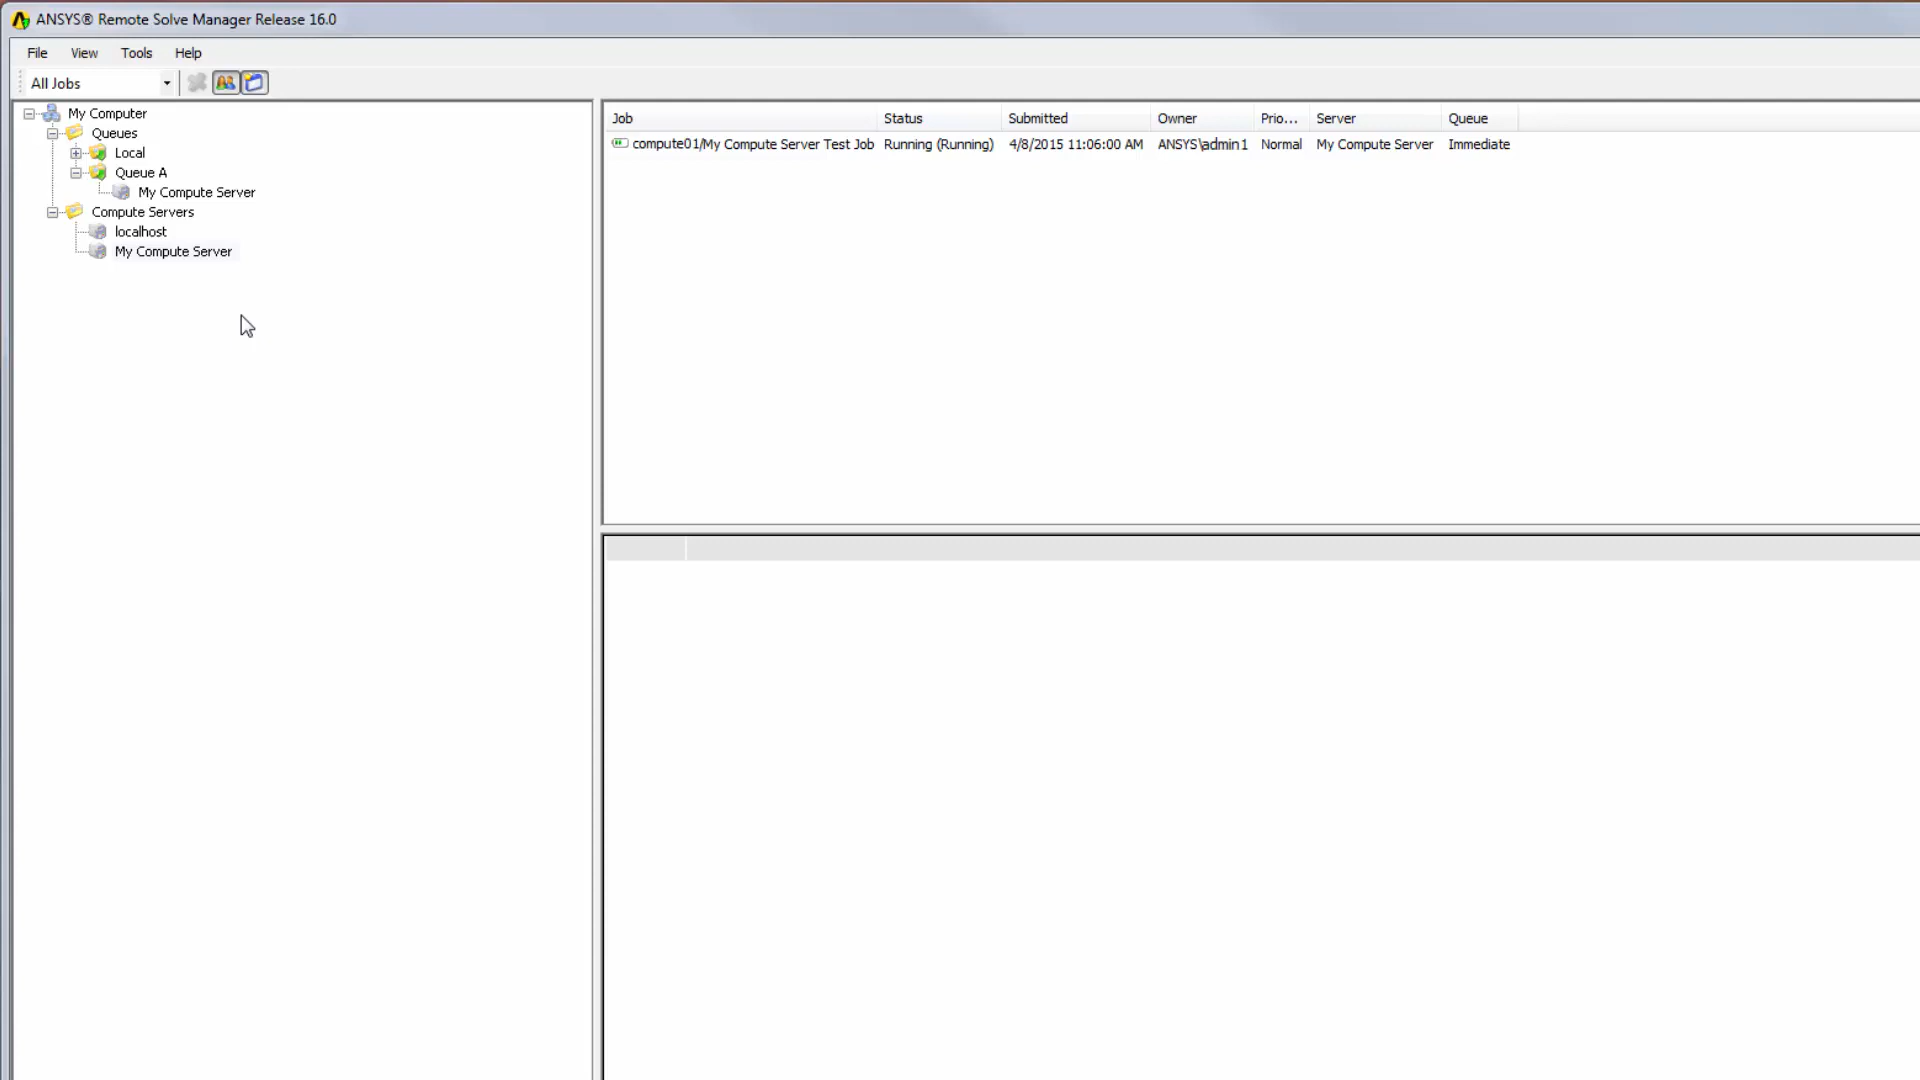 ANSYS® Remote Solve Manager Release 16.0
File View Tools Help
All Jobs
My Computer
Queues
Local
Queue A
My Compute Server
Compute Servers
localhost
My Compute Server
Job Status Submitted Owner Prio... Server Queue
compute01/My Compute Server Test Job Running (Running) 4/8/2015 11:06:00 AM ANSYS\admin1 Normal My Compute Server Immediate